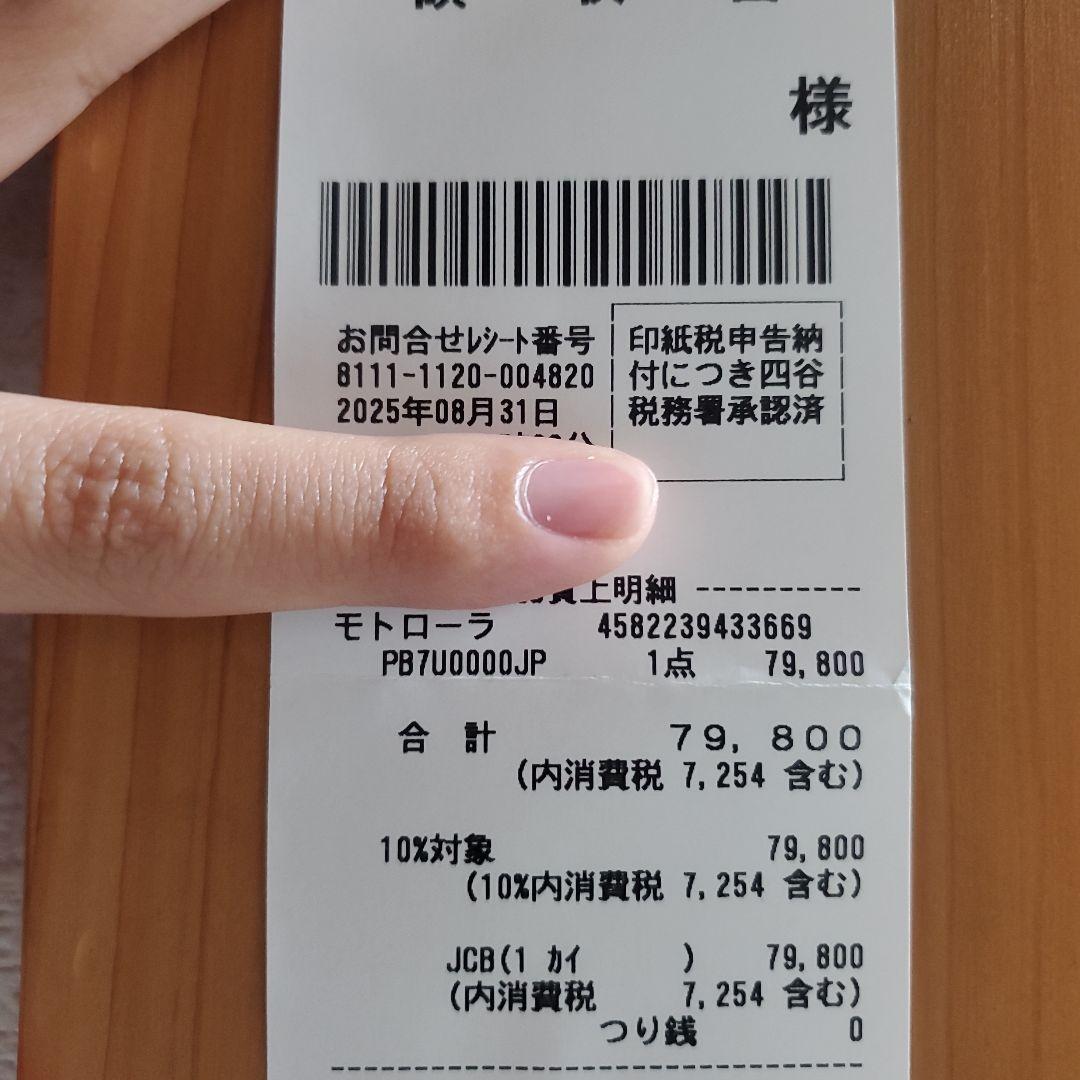 様
お問合せﾚｼｰﾄ番号
8111-1120-004820
2025年08月31日
印紙税申告納
付につき四谷
税務署承認済
上明細 ----------
モトローラ 4582239433669
PB7U0000JP 1点 79,800
合 計 79,800
(内消費税 7,254 含む)
10%対象 79,800
(10%内消費税 7,254 含む)
JCB(1 ｶｲ ) 79,800
(内消費税 7,254 含む)
つり銭 0